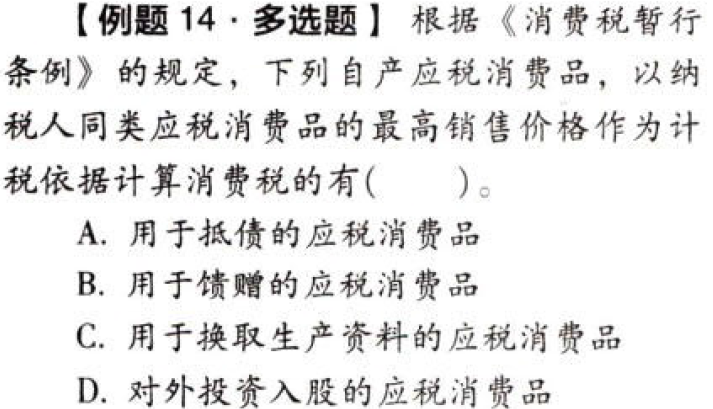 【例题 14·多选题】 根据《消费税暂行
条例》的规定，下列自产应税消费品，以纳
税人同类应税消费品的最高销售价格作为计
税依据计算消费税的有(　　)。
A. 用于抵债的应税消费品
B. 用于馈赠的应税消费品
C. 用于换取生产资料的应税消费品
D. 对外投资入股的应税消费品